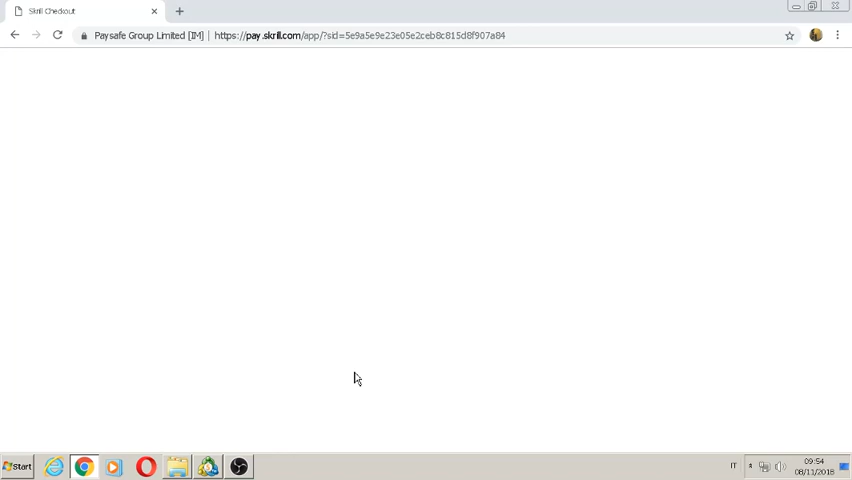 Skrill Checkout
Paysafe Group Limited [IM] | https://pay.skrill.com/app/?sid=5e9a5e9e23e05e2ceb8c815d8f907a84
Start
IT
09:54
08/11/2018